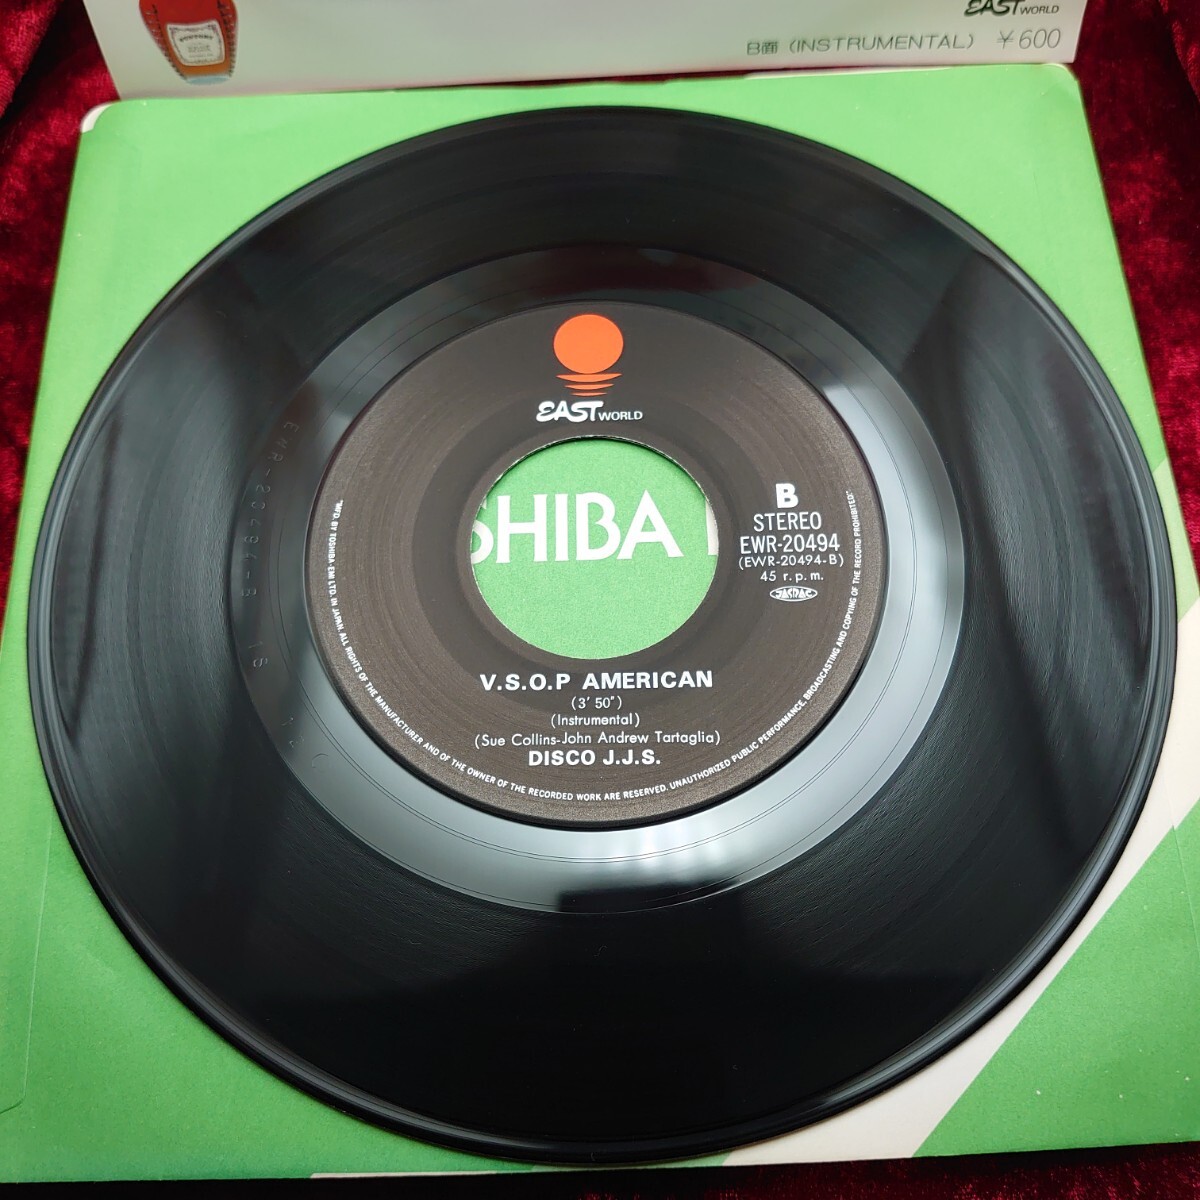 EAST WORLD
B面 (INSTRUMENTAL) ¥600
EAST WORLD
SHIBA
B
STEREO
EWR-20494
(EWR-20494-B)
45 r.p.m.
JASRAC
V.S.O.P AMERICAN
(3' 50")
(Instrumental)
(Sue Collins-John Andrew Tartaglia)
DISCO J.J.S.
MF'D. BY TOSHIBA-EMI LTD. IN JAPAN. ALL RIGHTS OF THE MANUFACTURER AND OF THE OWNER OF THE RECORDED WORK ARE RESERVED. UNAUTHORIZED PUBLIC PERFORMANCE, BROADCASTING AND COPYING OF THE RECORD PROHIBITED.
EWR-20494-B